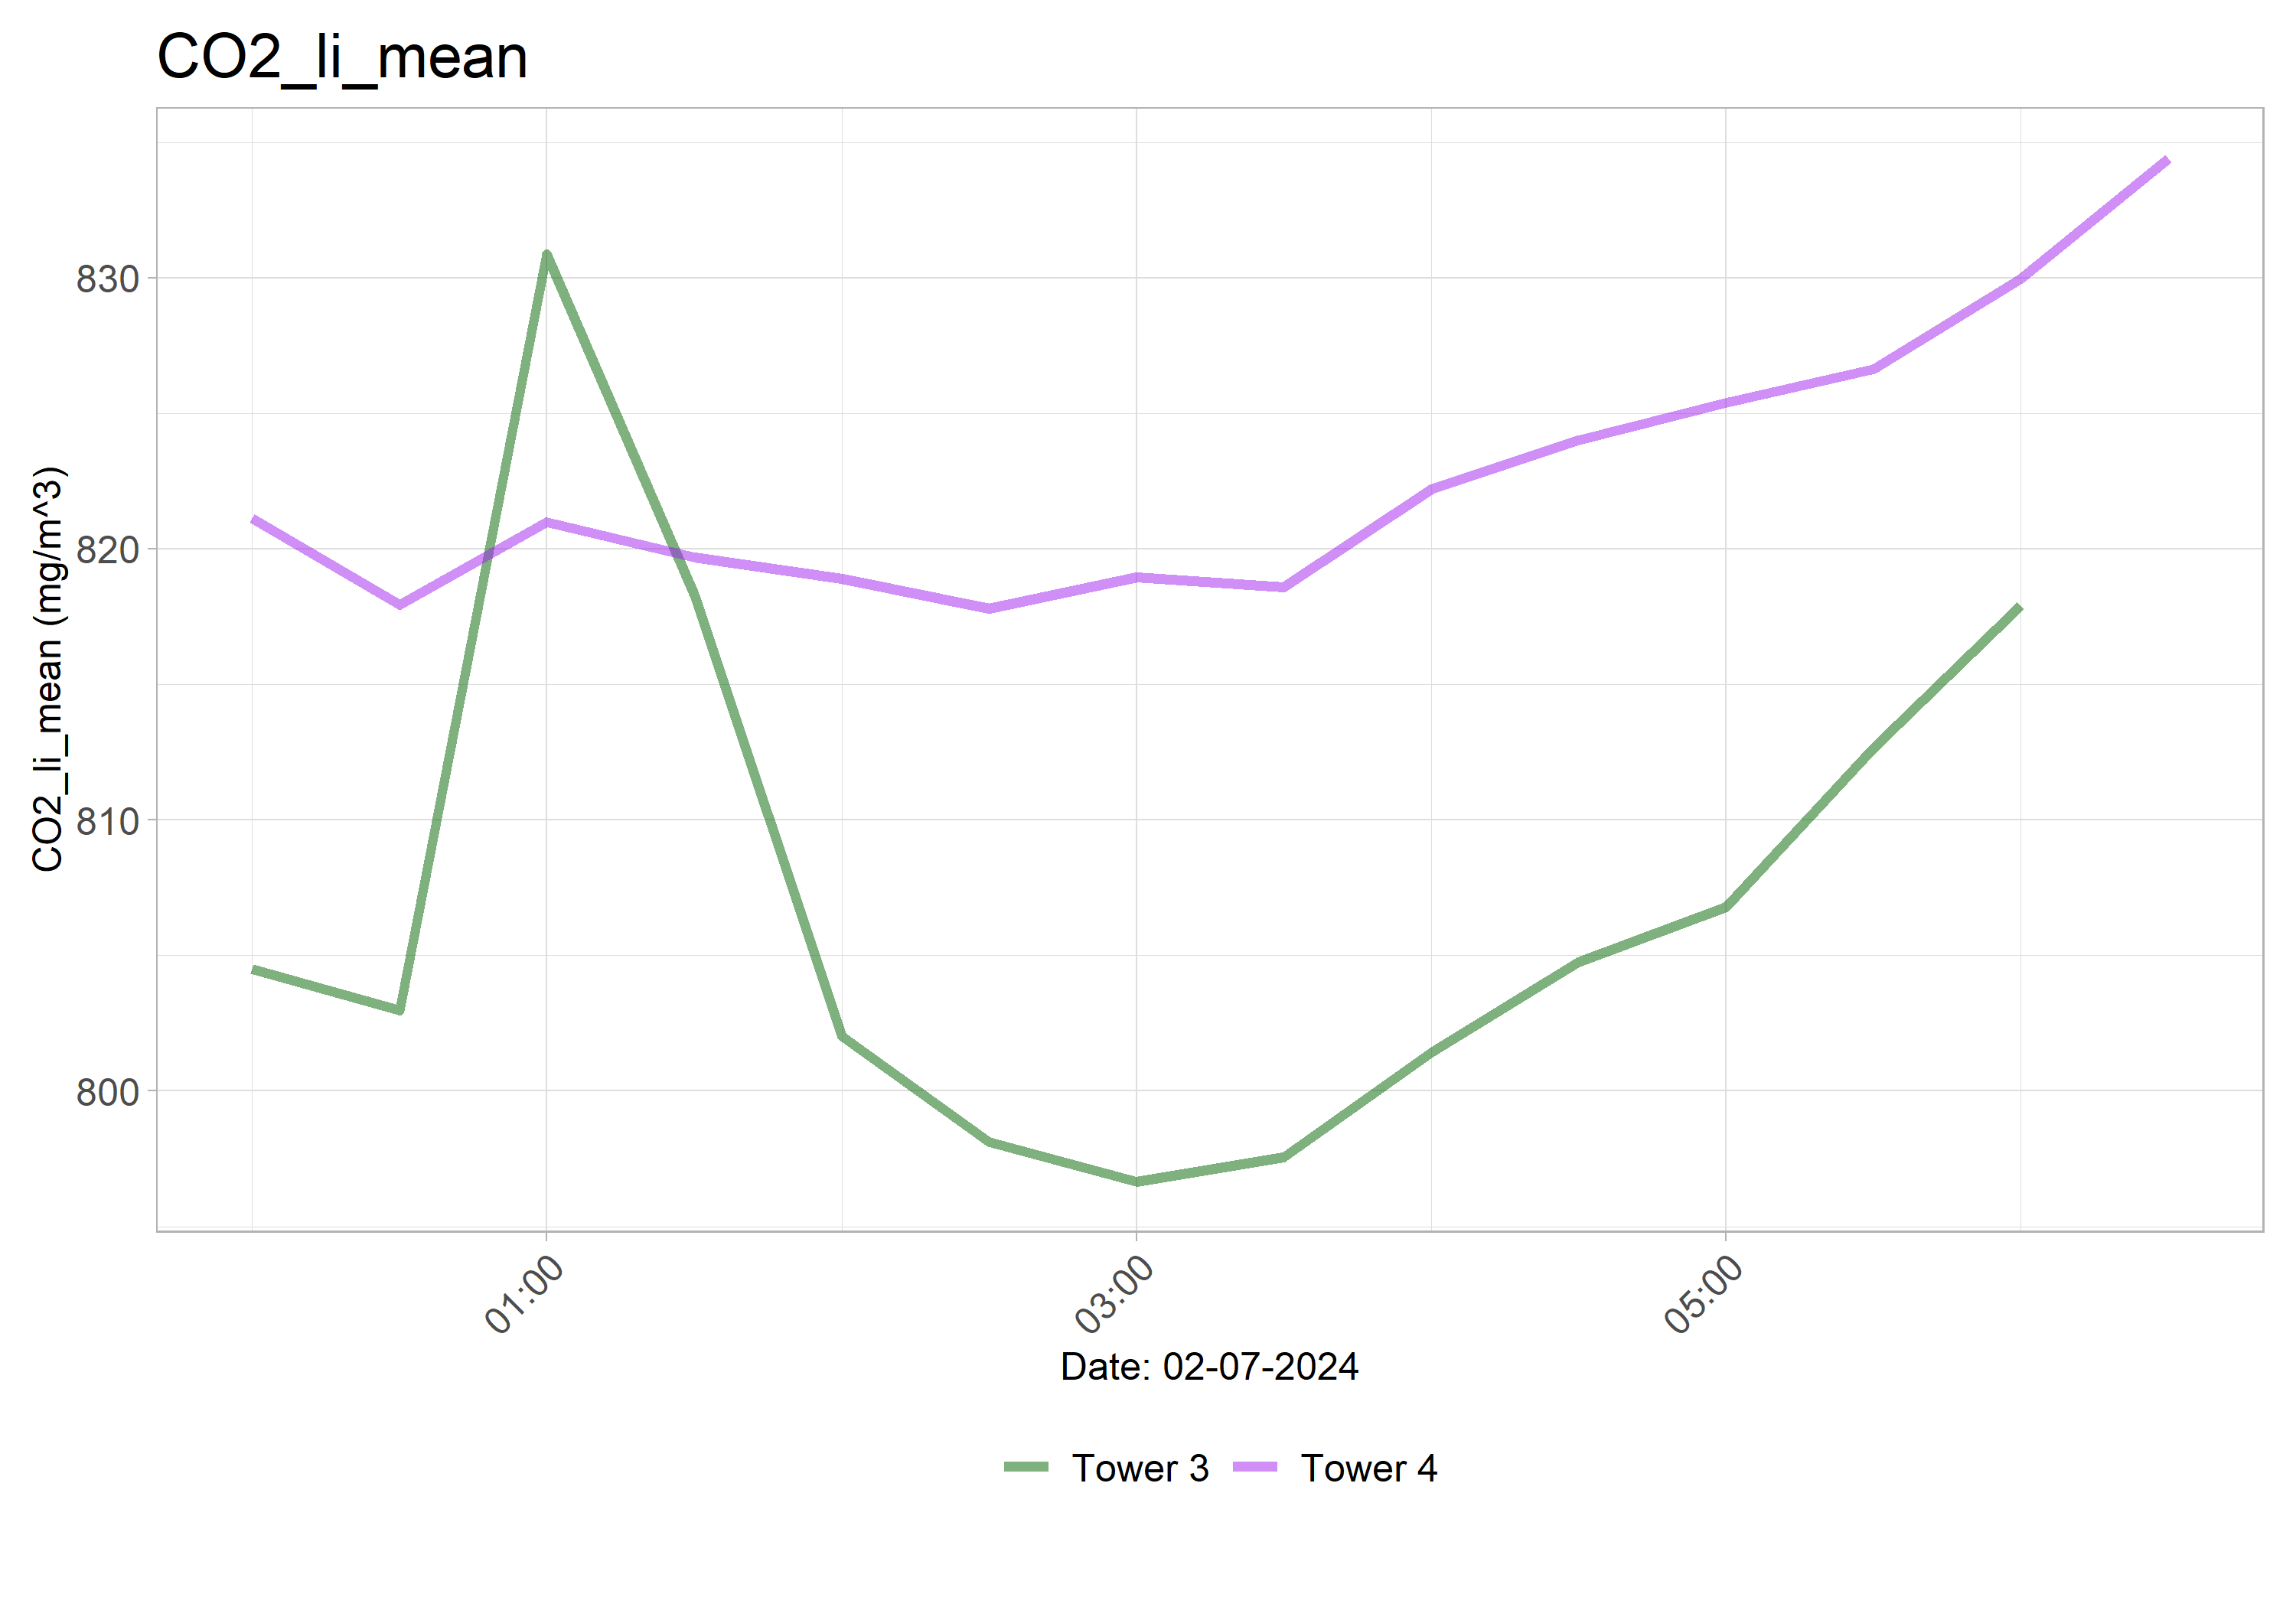 CO2_li_mean
CO2_li_mean (mg/m^3)
830
820
810
800
01:00
03:00
05:00
Date: 02-07-2024
Tower 3
Tower 4